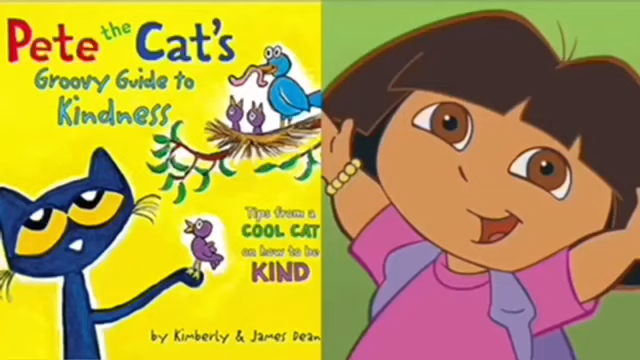 Pete the Cat's
Groovy Guide to
Kindness
Tips from a
COOL CAT
on how to be
KIND
by Kimberly & James Dean